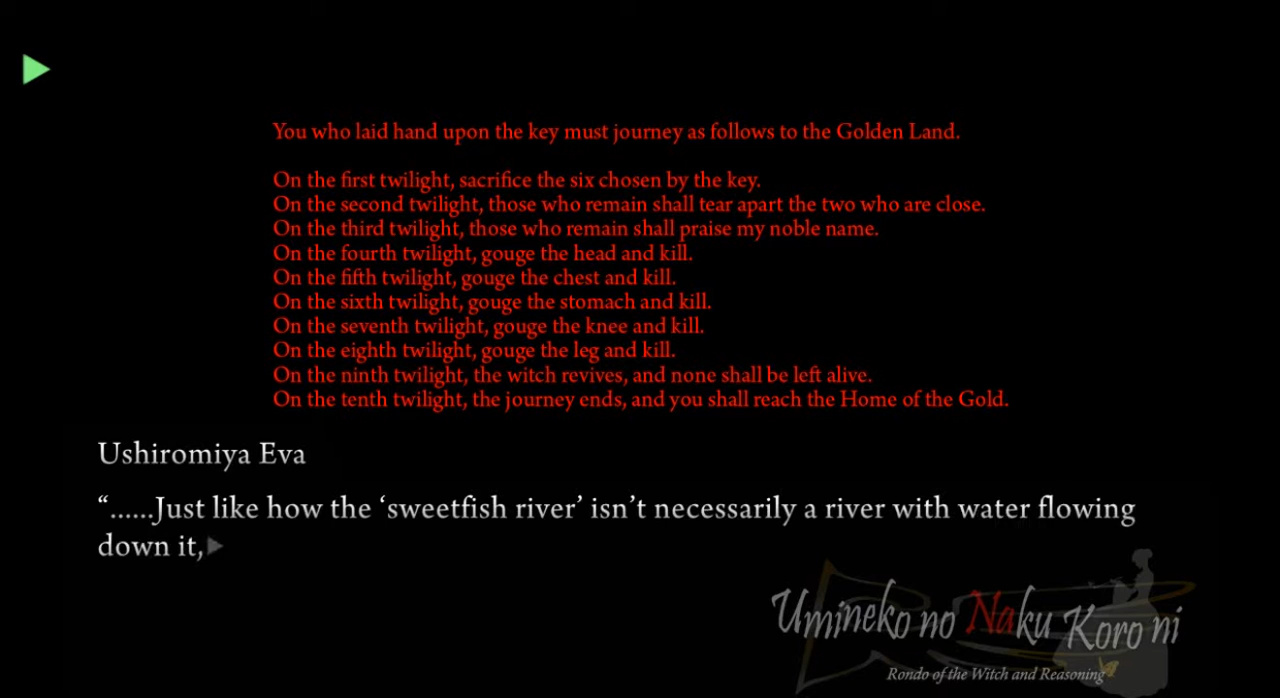 You who laid hand upon the key must journey as follows to the Golden Land.
On the first twilight, sacrifice the six chosen by the key.
On the second twilight, those who remain shall tear apart the two who are close.
On the third twilight, those who remain shall praise my noble name.
On the fourth twilight, gouge the head and kill.
On the fifth twilight, gouge the chest and kill.
On the sixth twilight, gouge the stomach and kill.
On the seventh twilight, gouge the knee and kill.
On the eighth twilight, gouge the leg and kill.
On the ninth twilight, the witch revives, and none shall be left alive.
On the tenth twilight, the journey ends, and you shall reach the Home of the Gold.
Ushiromiya Eva
“......Just like how the ‘sweetfish river’ isn’t necessarily a river with water flowing
down it,
Umineko no Naku Koro ni
Rondo of the Witch and Reasoning